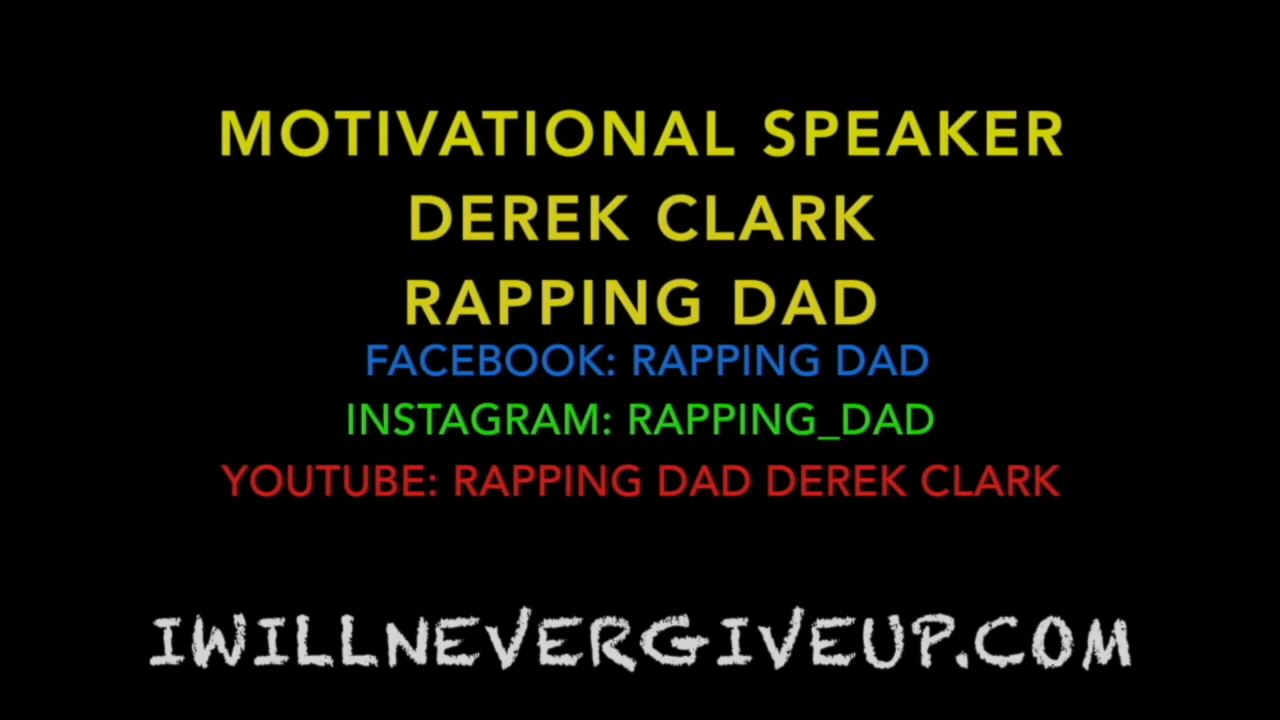 MOTIVATIONAL SPEAKER
DEREK CLARK
RAPPING DAD
FACEBOOK: RAPPING DAD
INSTAGRAM: RAPPING_DAD
YOUTUBE: RAPPING DAD DEREK CLARK
IWILLNEVERGIVEUP.COM